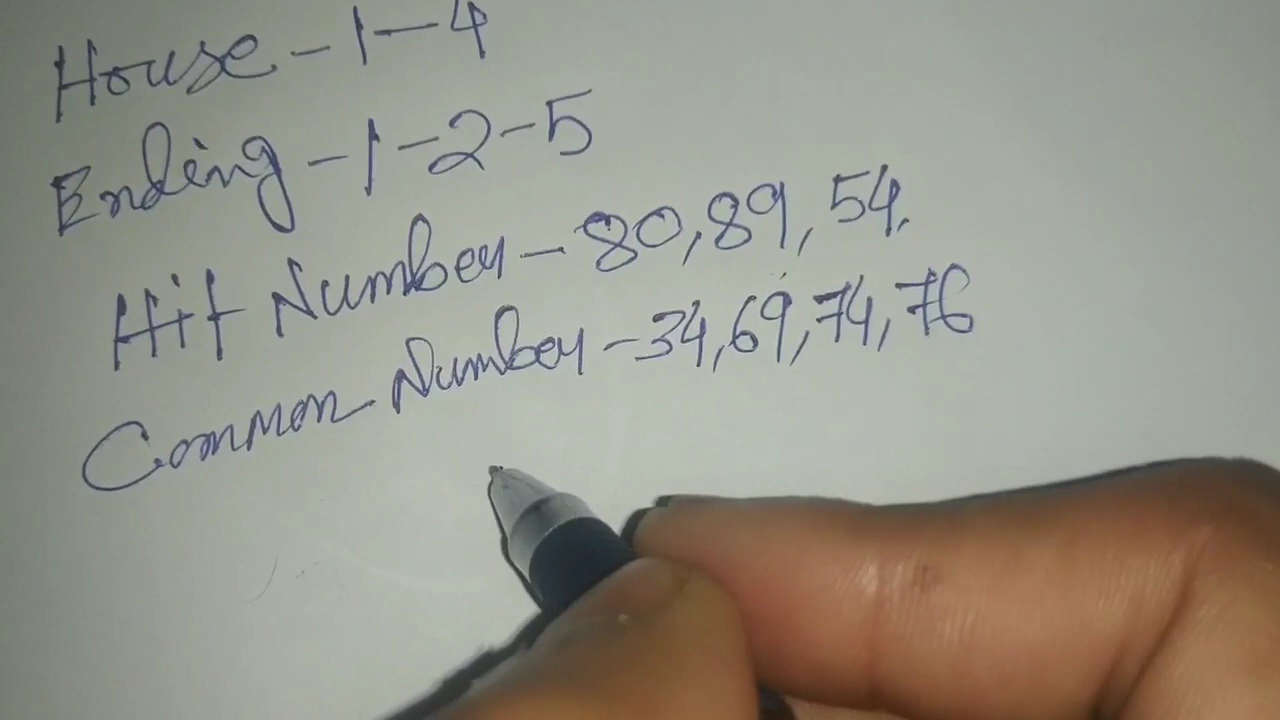 House - 1 - 4
Ending - 1 - 2 - 5
Hit Number - 80, 89, 54.
Common Number - 34, 69, 74, 76